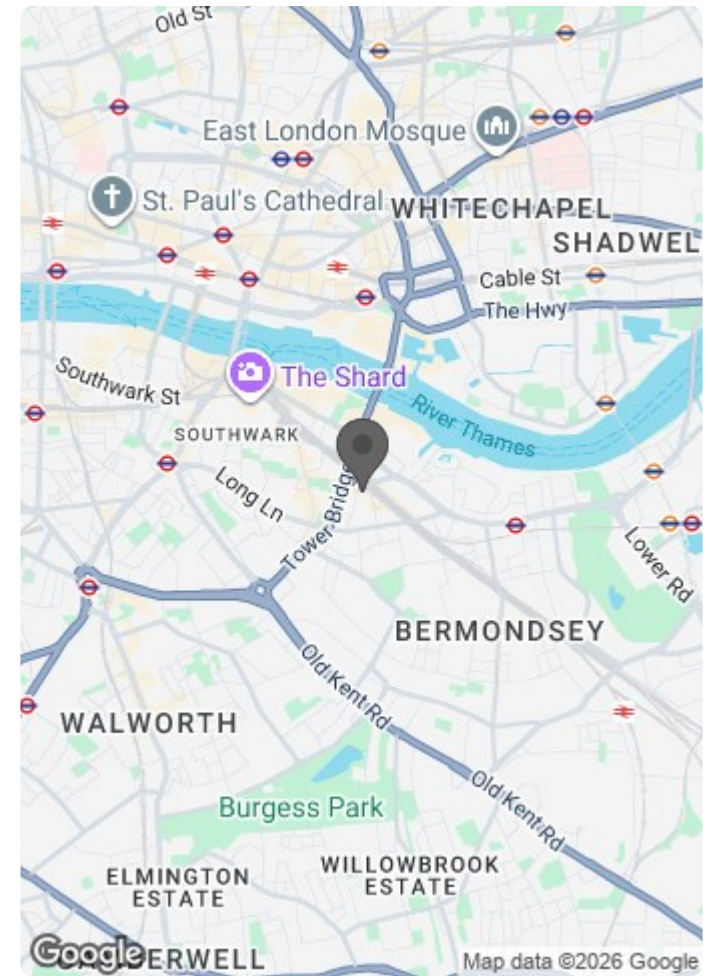 Old St
East London Mosque
St. Paul's Cathedral
WHITECHAPEL
SHADWEL
Cable St
The Hwy
Southwark St
The Shard
River Thames
SOUTHWARK
Long Ln
Tower Bridge
Lower Rd
BERMONDSEY
Old Kent Rd
WALWORTH
Old Kent Rd
Burgess Park
ELMINGTON
ESTATE
WILLOWBROOK
ESTATE
Google
BERWELL
Map data ©2026 Google